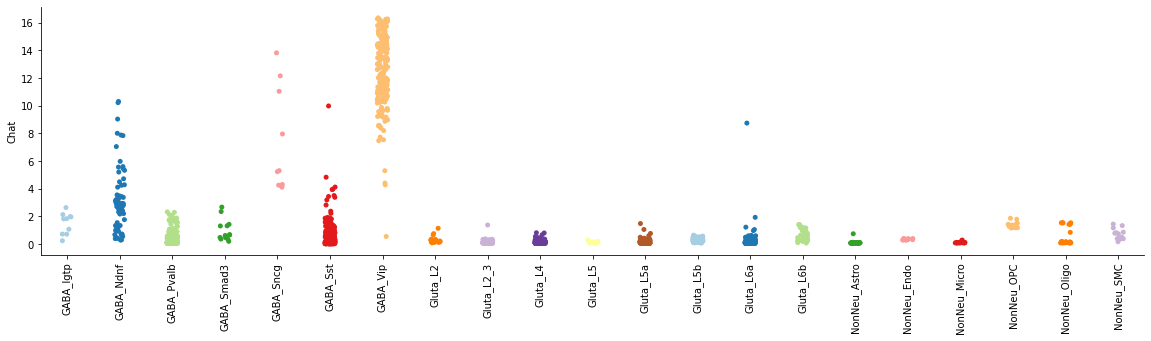 16
14
12
10
8
6
4
2
0
Chat
GABA_Igtp
GABA_Ndnf
GABA_Pvalb
GABA_Smad3
GABA_Sncg
GABA_Sst
GABA_Vip
Gluta_L2
Gluta_L2_3
Gluta_L4
Gluta_L5
Gluta_L5a
Gluta_L5b
Gluta_L6a
Gluta_L6b
NonNeu_Astro
NonNeu_Endo
NonNeu_Micro
NonNeu_OPC
NonNeu_Oligo
NonNeu_SMC